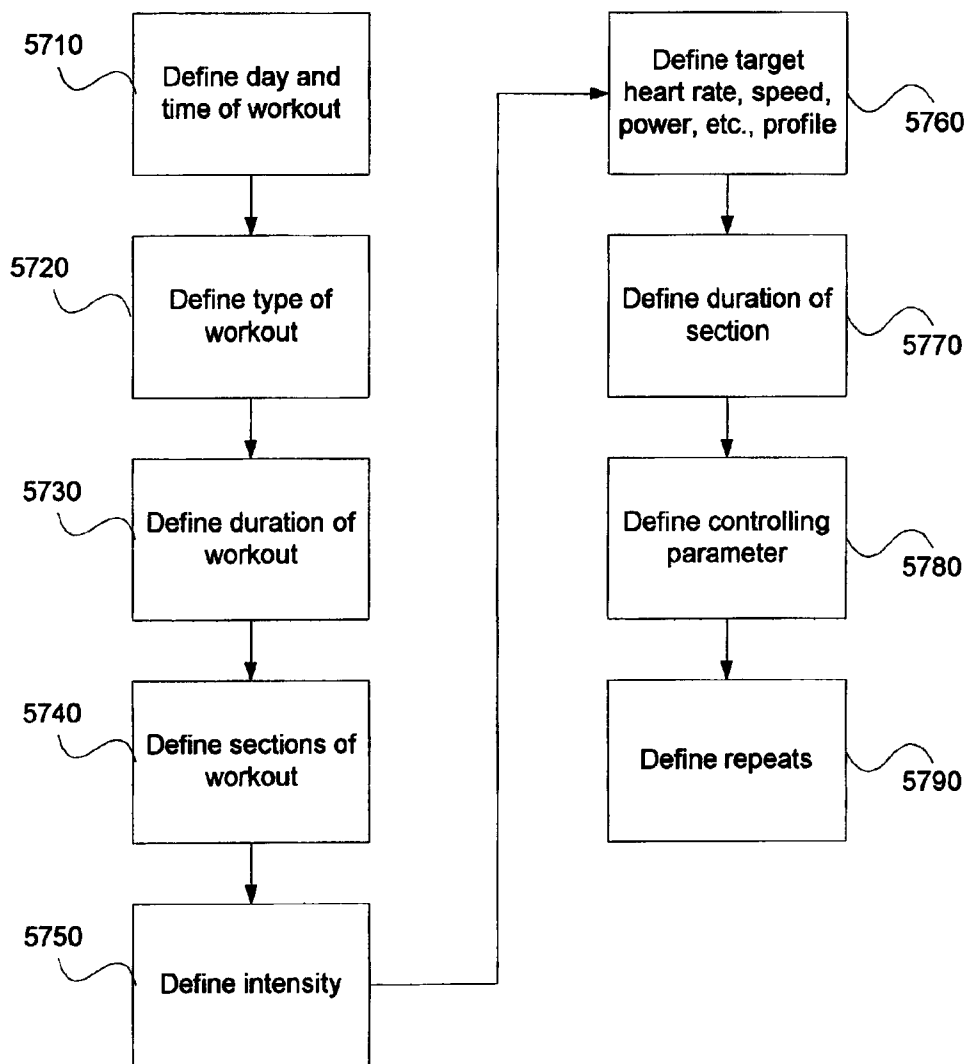 5710
Define day and
time of workout
5720
Define type of
workout
5730
Define duration of
workout
5740
Define sections of
workout
5750
Define intensity
Define target
heart rate, speed,
power, etc., profile
5760
Define duration of
section
5770
Define controlling
parameter
5780
Define repeats
5790